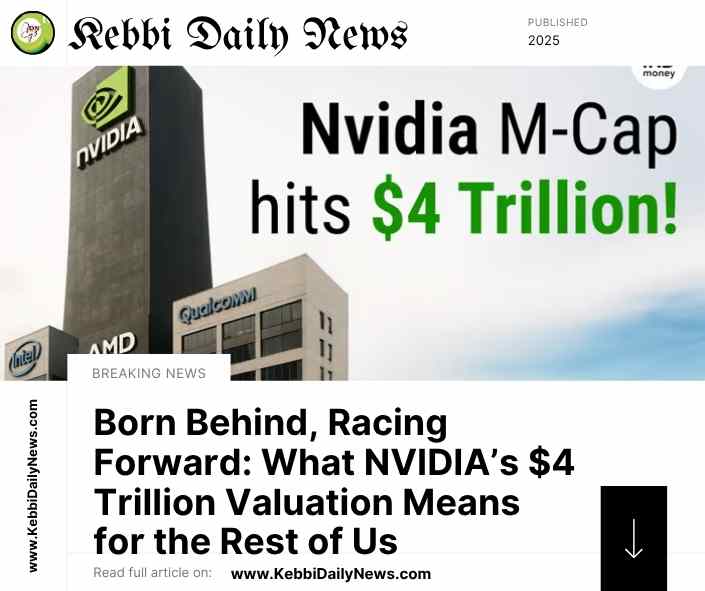 Kebbi Daily News
PUBLISHED
2025
money
NVIDIA
Nvidia M-Cap
hits $4 Trillion!
Qualcomm
intel
AMD
BREAKING NEWS
Born Behind, Racing
Forward: What NVIDIA’s $4
Trillion Valuation Means
for the Rest of Us
www.KebbiDailyNews.com
Read full article on:
www.KebbiDailyNews.com